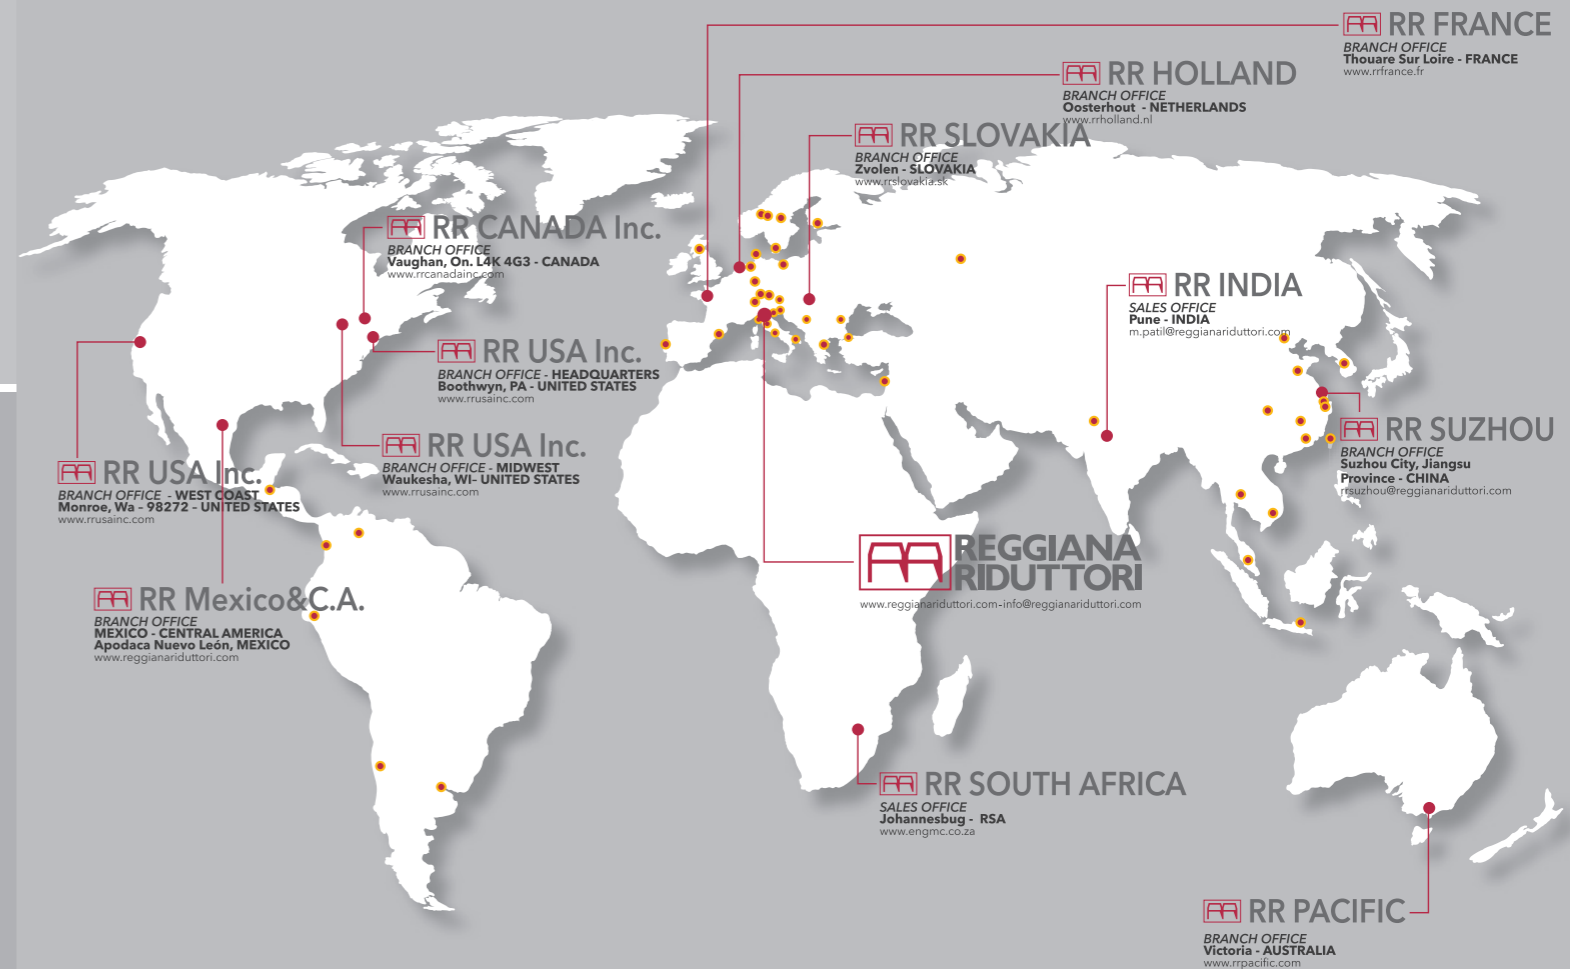 RR FRANCE
BRANCH OFFICE
Thouare Sur Loire - FRANCE
www.rrfrance.fr
RR HOLLAND
BRANCH OFFICE
Oosterhout - NETHERLANDS
www.rrholland.nl
RR SLOVAKIA
BRANCH OFFICE
Zvolen - SLOVAKIA
www.rrslovakia.sk
RR CANADA Inc.
BRANCH OFFICE
Vaughan, On. L4K 4G3 - CANADA
www.rrcanadainc.com
RR INDIA
SALES OFFICE
Pune - INDIA
m.patil@reggianariduttori.com
RR USA Inc.
BRANCH OFFICE - HEADQUARTERS
Boothwyn, PA - UNITED STATES
www.rrusainc.com
RR USA Inc.
BRANCH OFFICE - MIDWEST
Waukesha, WI- UNITED STATES
www.rrusainc.com
RR USA Inc.
BRANCH OFFICE - WEST COAST
Monroe, Wa - 98272 - UNITED STATES
www.rrusainc.com
RR SUZHOU
BRANCH OFFICE
Suzhou City, Jiangsu
Province - CHINA
rrsuzhou@reggianariduttori.com
REGGIANA
RIDUTTORI
www.reggianariduttori.com-info@reggianariduttori.com
RR Mexico&C.A.
BRANCH OFFICE
MEXICO - CENTRAL AMERICA
Apodaca Nuevo León, MEXICO
www.reggianariduttori.com
RR SOUTH AFRICA
SALES OFFICE
Johannesbug - RSA
www.engmc.co.za
RR PACIFIC
BRANCH OFFICE
Victoria - AUSTRALIA
www.rrpacific.com